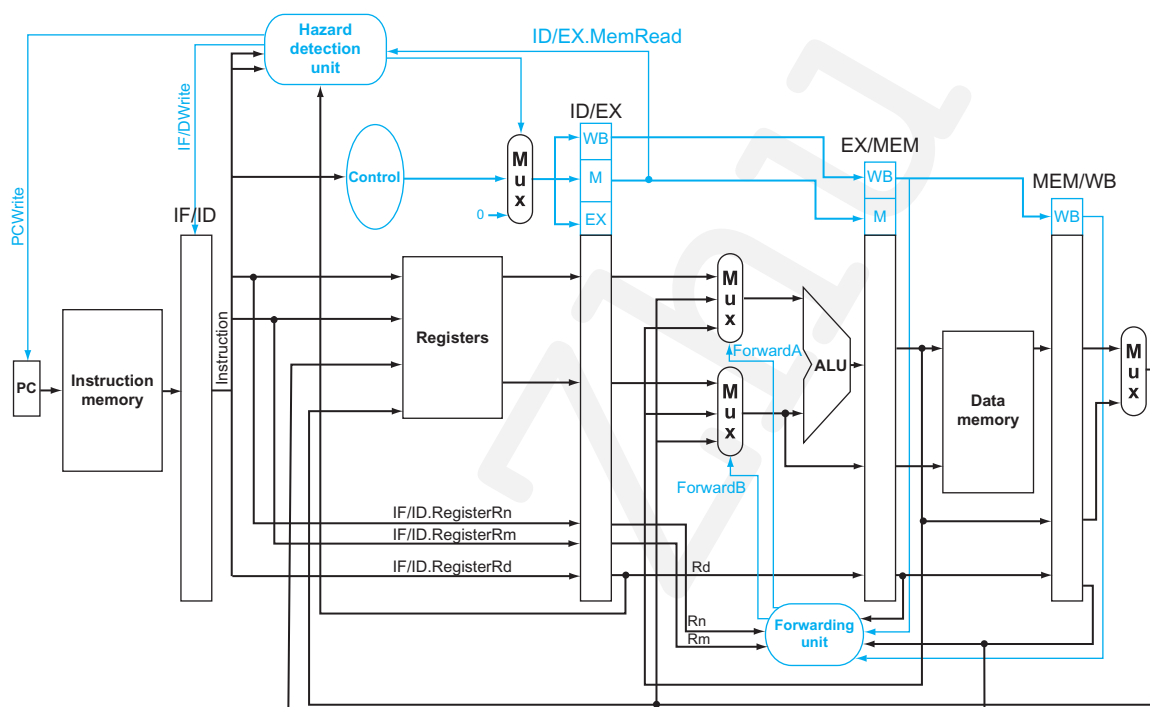 Hazard
detection
unit
ID/EX.MemRead
PCWrite
IF/DWrite
ID/EX
WB
M
EX
Control
M
u
x
0
EX/MEM
WB
M
MEM/WB
WB
IF/ID
PC
Instruction
memory
Instruction
Registers
M
u
x
ForwardA
M
u
x
ForwardB
ALU
Data
memory
M
u
x
IF/ID.RegisterRn
IF/ID.RegisterRm
IF/ID.RegisterRd
Rd
Rn
Rm
Forwarding
unit
Zhu